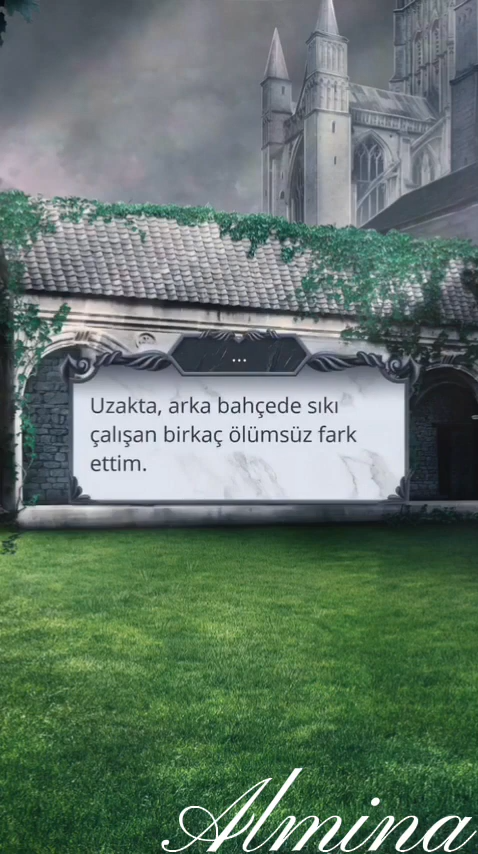 ...
Uzakta, arka bahçede sıkı
çalışan birkaç ölümsüz fark
ettim.
Almina